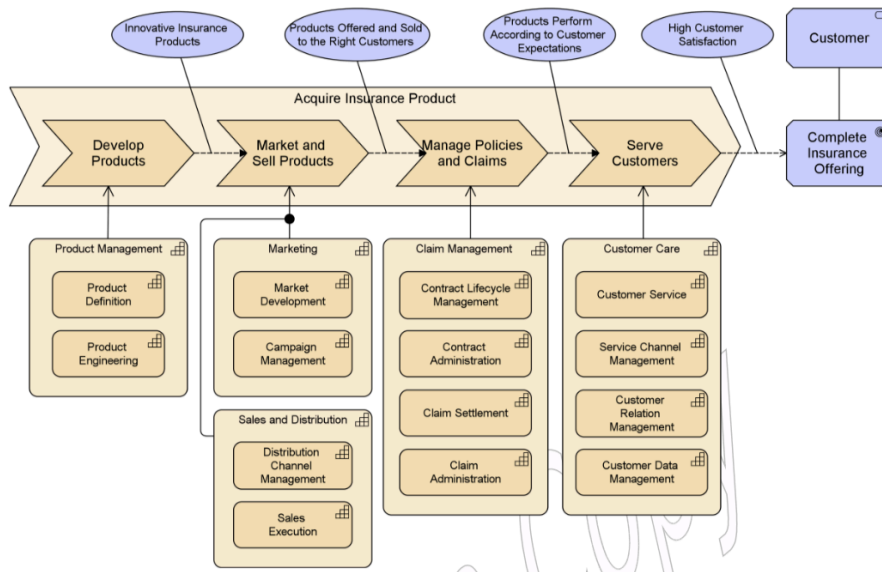 Innovative Insurance
Products
Products Offered and Sold
to the Right Customers
Products Perform
According to Customer
Expectations
High Customer
Satisfaction
Customer
Acquire Insurance Product
Develop
Products
Market and
Sell Products
Manage Policies
and Claims
Serve
Customers
Complete
Insurance
Offering
Product Management
Product
Definition
Product
Engineering
Marketing
Market
Development
Campaign
Management
Sales and Distribution
Distribution
Channel
Management
Sales
Execution
Claim Management
Contract Lifecycle
Management
Contract
Administration
Claim Settlement
Claim
Administration
Customer Care
Customer Service
Service Channel
Management
Customer
Relation
Management
Customer Data
Management